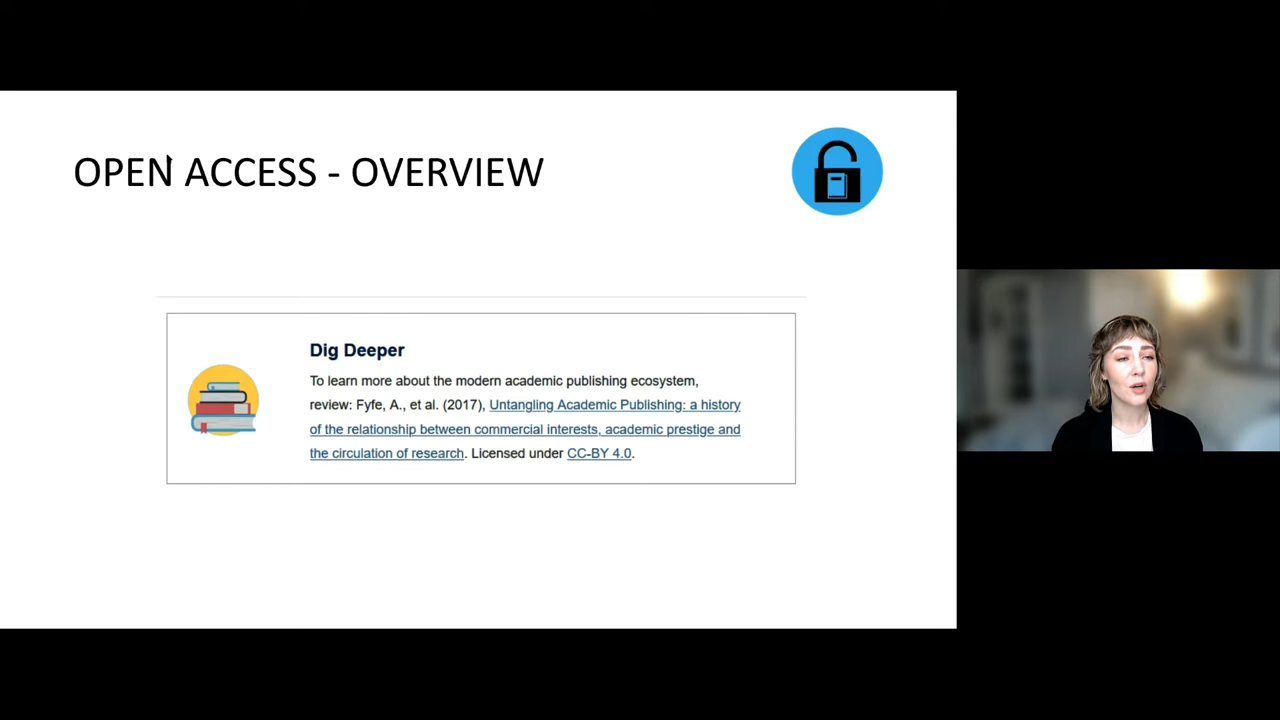 OPEN ACCESS - OVERVIEW
Dig Deeper
To learn more about the modern academic publishing ecosystem,
review: Fyfe, A., et al. (2017), Untangling Academic Publishing: a history
of the relationship between commercial interests, academic prestige and
the circulation of research. Licensed under CC-BY 4.0.